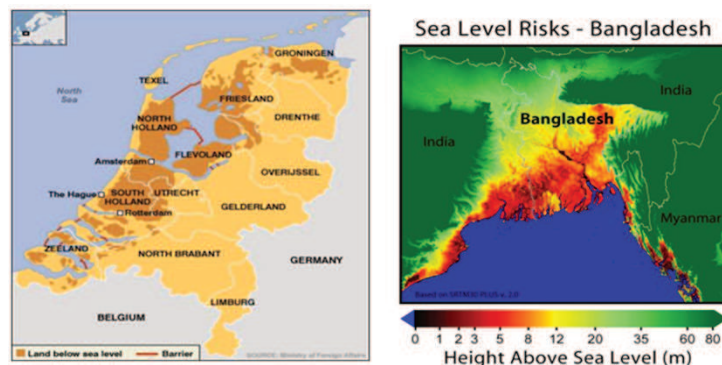 North
Sea
TEXEL
GRONINGEN
FRIESLAND
DRENTHE
NORTH
HOLLAND
FLEVOLAND
Amsterdam
OVERIJSSEL
The Hague
SOUTH
HOLLAND
UTRECHT
GELDERLAND
Rotterdam
ZEELAND
NORTH BRABANT
GERMANY
LIMBURG
BELGIUM
Land below sea level
Barrier
SOURCE: Ministry of Foreign Affairs
Sea Level Risks - Bangladesh
India
Bangladesh
India
Myanmar
Based on SRTM30 PLUS v. 2.0
0 1 2 3 5 8 12 20 35 60 80
Height Above Sea Level (m)